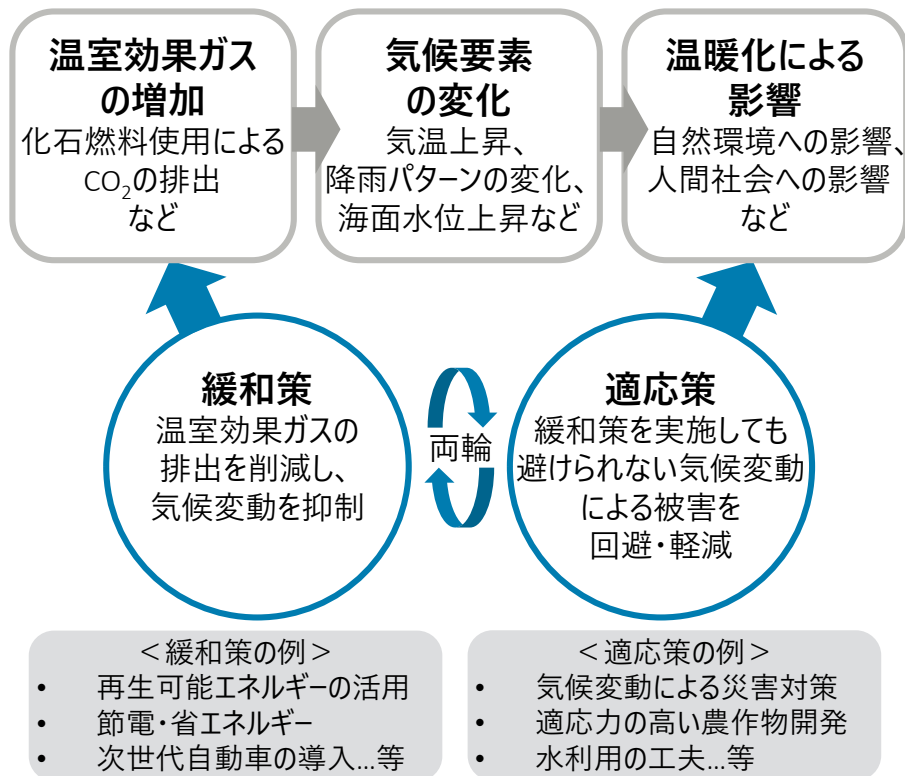 温室効果ガス
の増加
化石燃料使用による
CO₂の排出
など
気候要素
の変化
気温上昇、
降雨パターンの変化、
海面水位上昇など
温暖化による
影響
自然環境への影響、
人間社会への影響
など
緩和策
温室効果ガスの
排出を削減し、
気候変動を抑制
両輪
適応策
緩和策を実施しても
避けられない気候変動
による被害を
回避・軽減
＜緩和策の例＞
• 再生可能エネルギーの活用
• 節電・省エネルギー
• 次世代自動車の導入...等
＜適応策の例＞
• 気候変動による災害対策
• 適応力の高い農作物開発
• 水利用の工夫...等